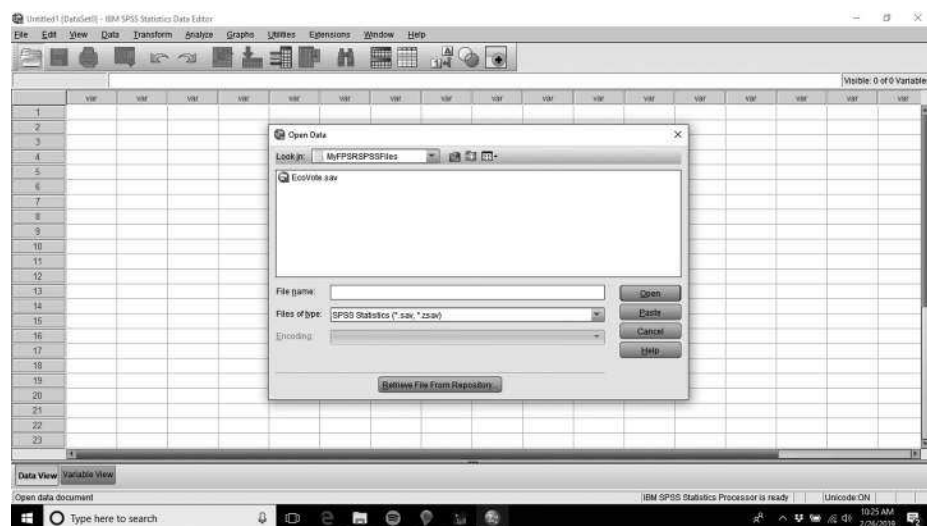 Untitled1 [DataSet0] - IBM SPSS Statistics Data Editor
File Edit View Data Transform Analyze Graphs Utilities Extensions Window Help
Visible: 0 of 0 Variable
var var var var var var var var var var var var var var var var var
1
2
3
4
5
6
7
8
9
10
11
12
13
14
15
16
17
18
19
20
21
22
23
Open Data
Look in: MyFPSRSPSSFiles
EcoVote.sav
File name:
Open
Files of type: SPSS Statistics (*.sav, *.zsav)
Paste
Encoding:
Cancel
Help
Retrieve File From Repository...
Data View Variable View
Open data document
IBM SPSS Statistics Processor is ready
Unicode:ON
Type here to search
10:25 AM
2/26/2019